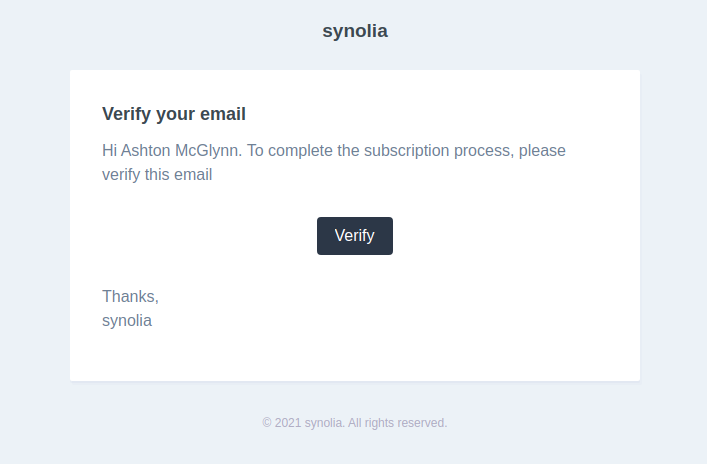 synolia
Verify your email
Hi Ashton McGlynn. To complete the subscription process, please
verify this email
Verify
Thanks,
synolia
© 2021 synolia. All rights reserved.